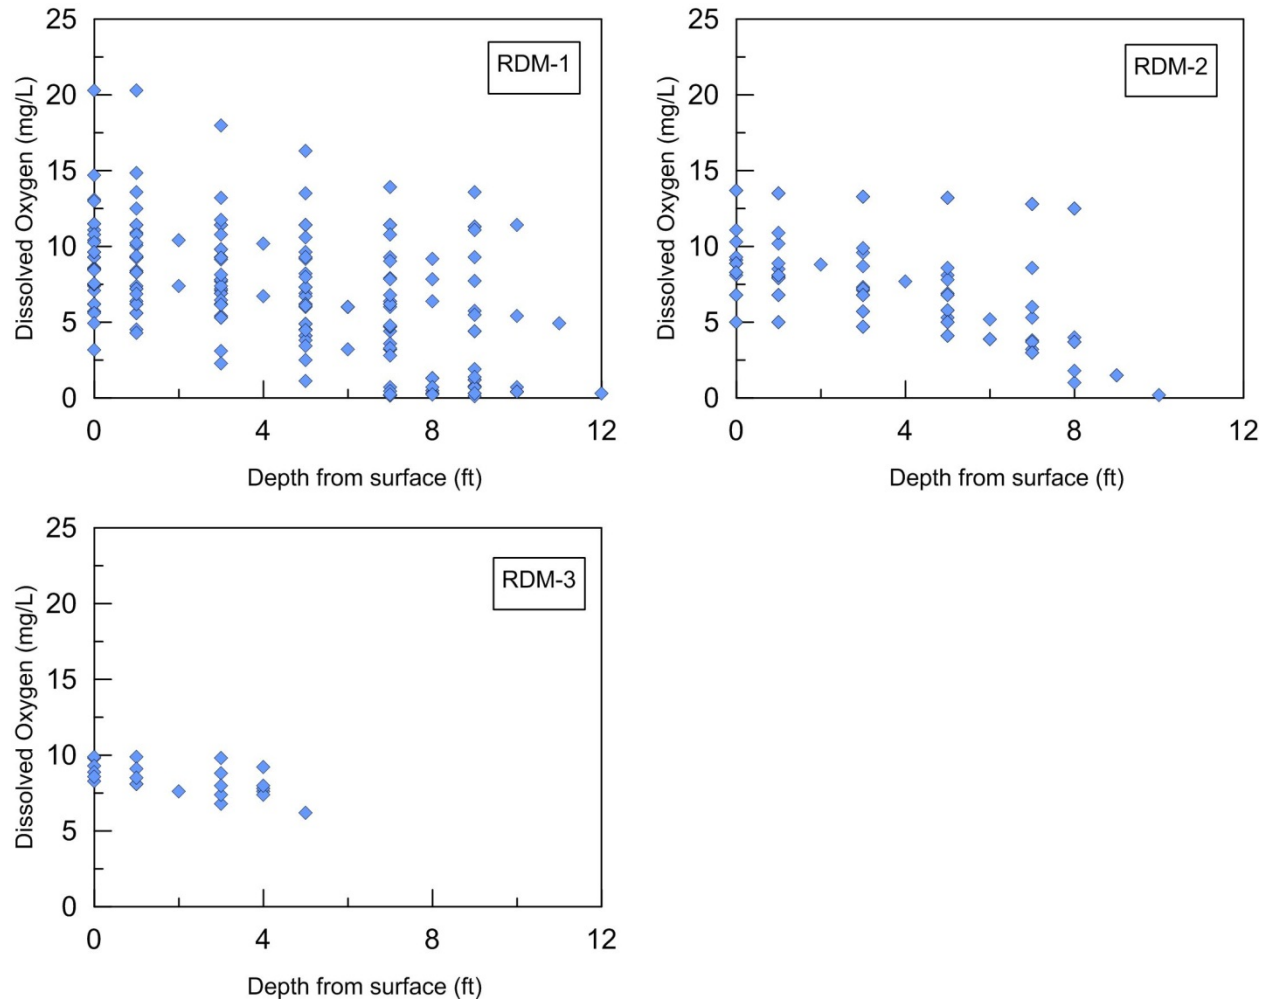 25
20
15
10
5
0
Dissolved Oxygen (mg/L)
RDM-1
0 4 8 12
Depth from surface (ft)
25
20
15
10
5
0
Dissolved Oxygen (mg/L)
RDM-2
0 4 8 12
Depth from surface (ft)
25
20
15
10
5
0
Dissolved Oxygen (mg/L)
RDM-3
0 4 8 12
Depth from surface (ft)